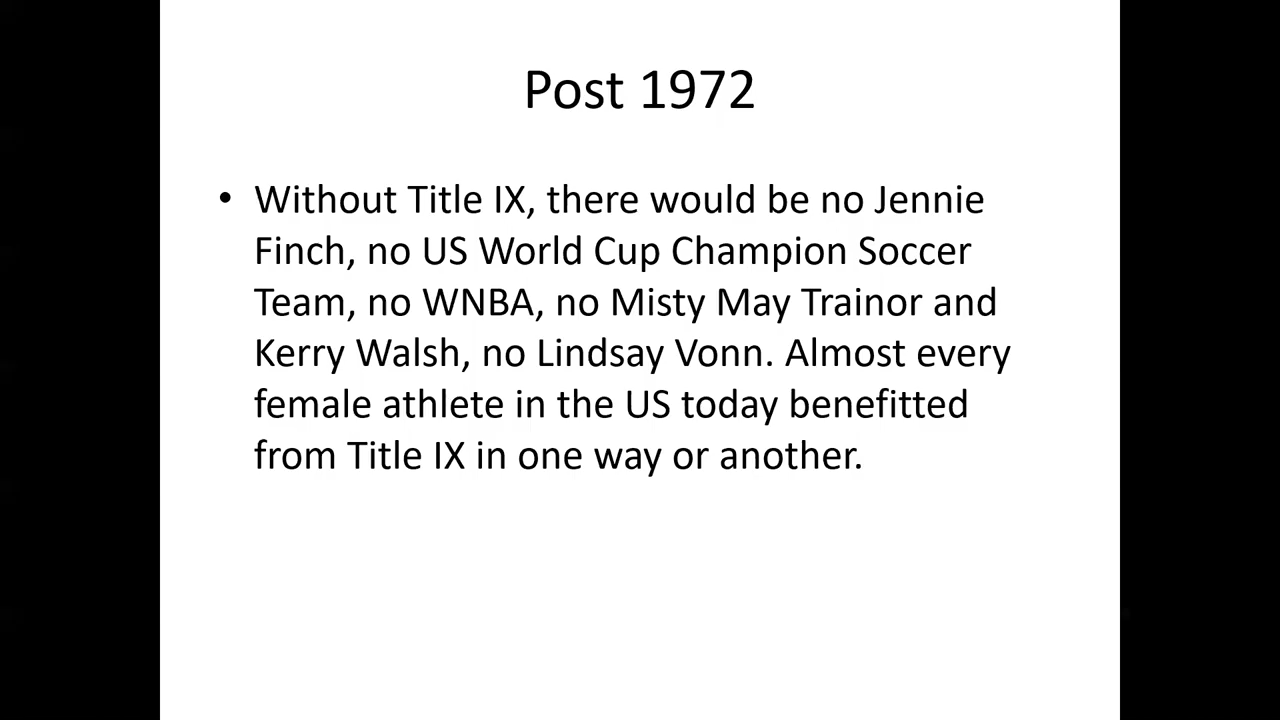 Post 1972
• Without Title IX, there would be no Jennie
Finch, no US World Cup Champion Soccer
Team, no WNBA, no Misty May Trainor and
Kerry Walsh, no Lindsay Vonn. Almost every
female athlete in the US today benefitted
from Title IX in one way or another.